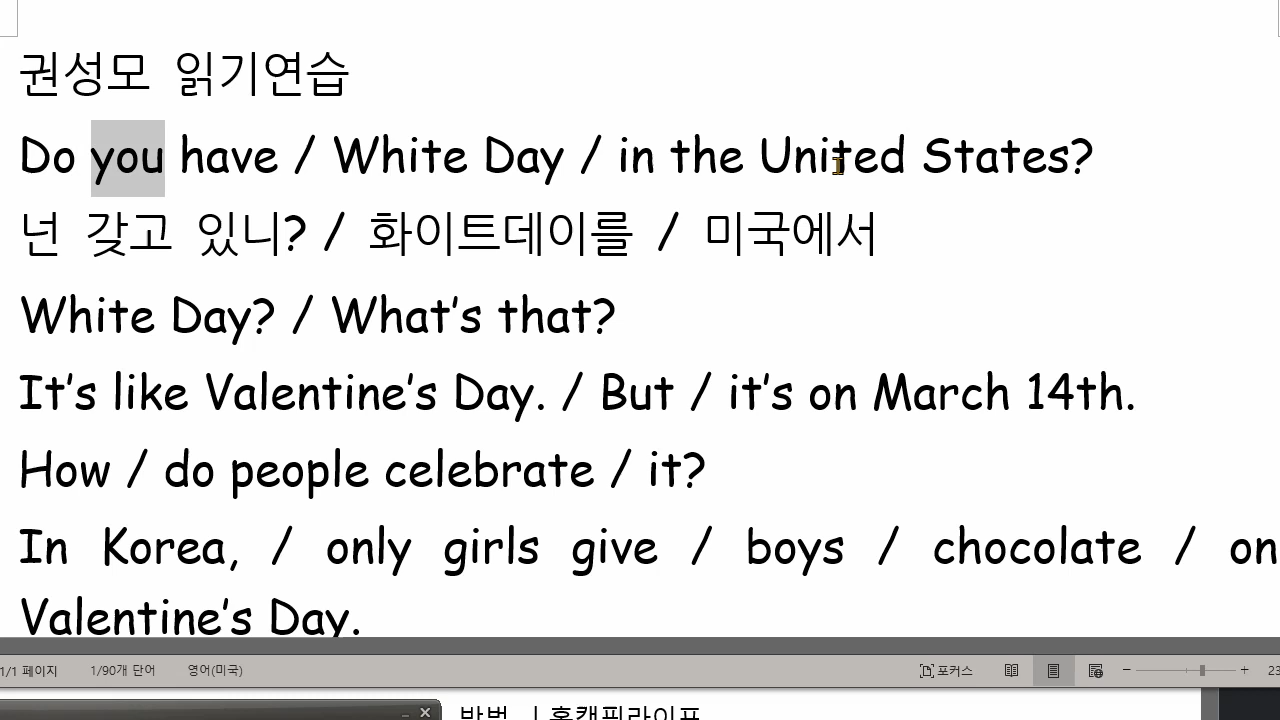 권성모 읽기연습
Do you have / White Day / in the United States?
넌 갖고 있니? / 화이트데이를 / 미국에서
White Day? / What's that?
It's like Valentine's Day. / But / it's on March 14th.
How / do people celebrate / it?
In Korea, / only girls give / boys / chocolate / on
Valentine's Day.
1/1 페이지 1/90개 단어 영어(미국) 포커스